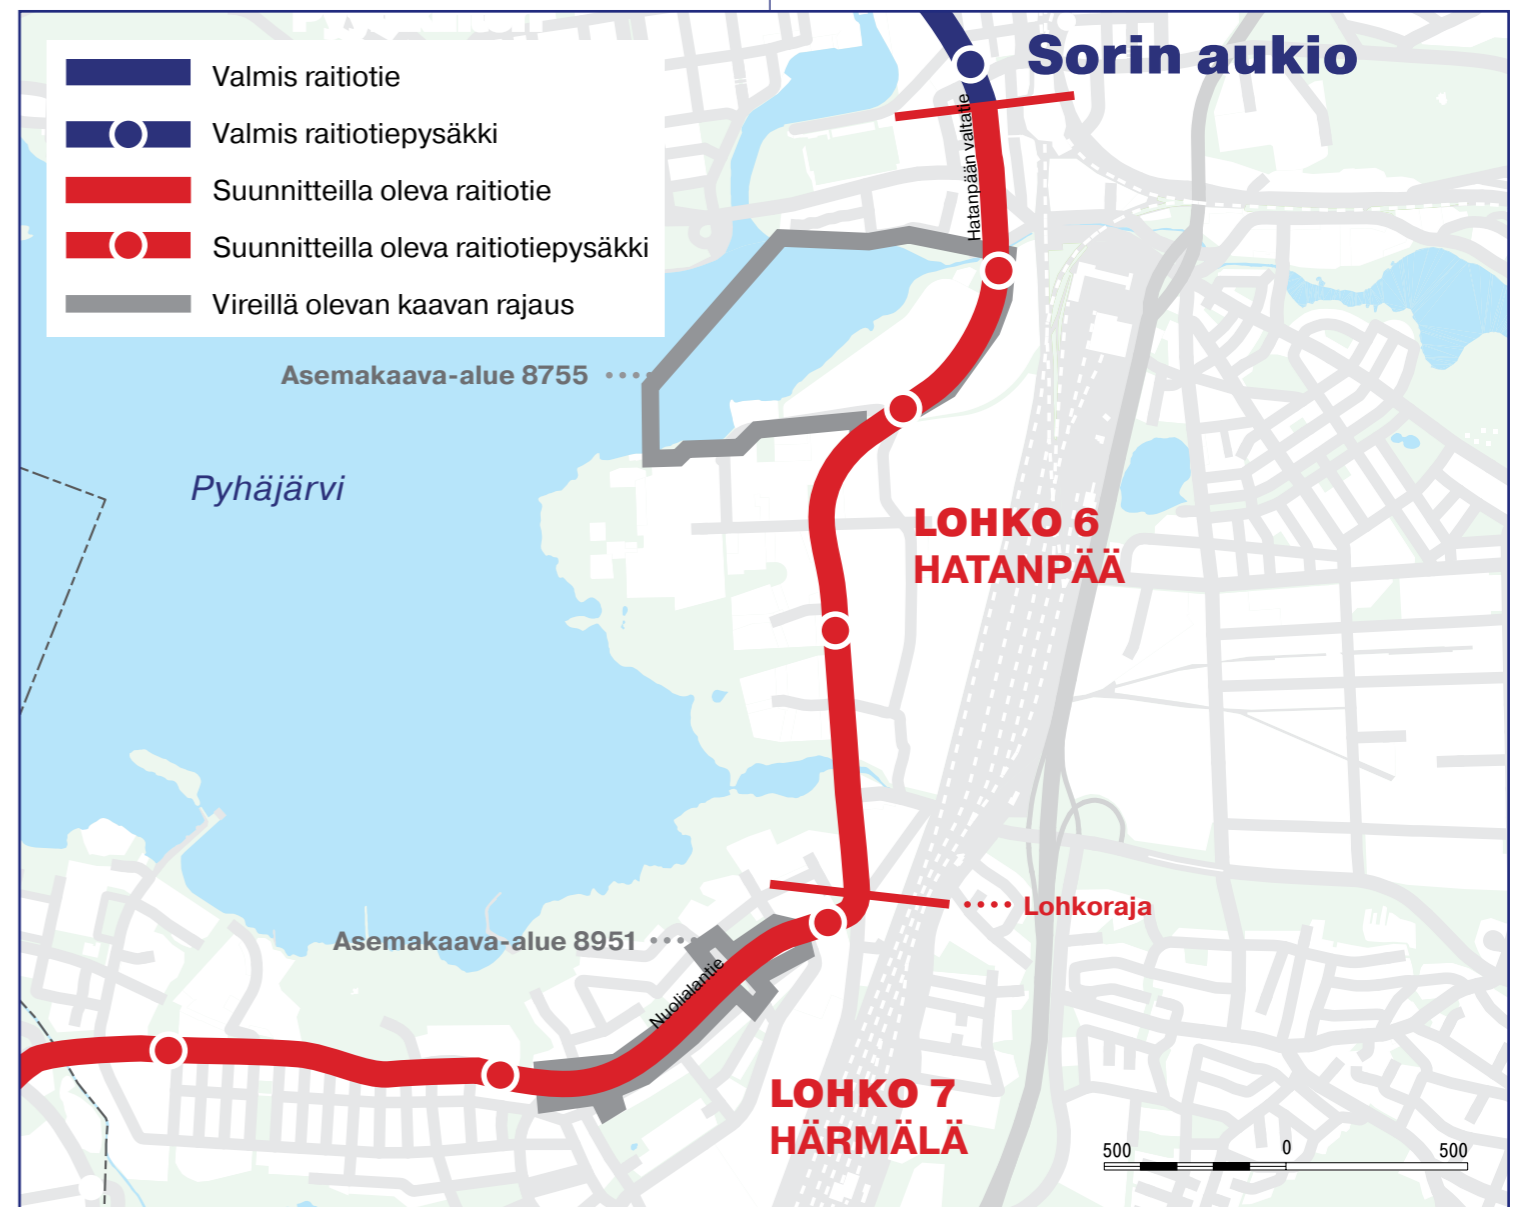 Sorin aukio
Valmis raitiotie
Valmis raitiotiepysäkki
Suunnitteilla oleva raitiotie
Suunnitteilla oleva raitiotiepysäkki
Vireillä olevan kaavan rajaus
Hatanpään valtatie
Asemakaava-alue 8755
Pyhäjärvi
LOHKO 6
HATANPÄÄ
Lohkoraja
Asemakaava-alue 8951
Nuolialantie
LOHKO 7
HÄRMÄLÄ
500 0 500